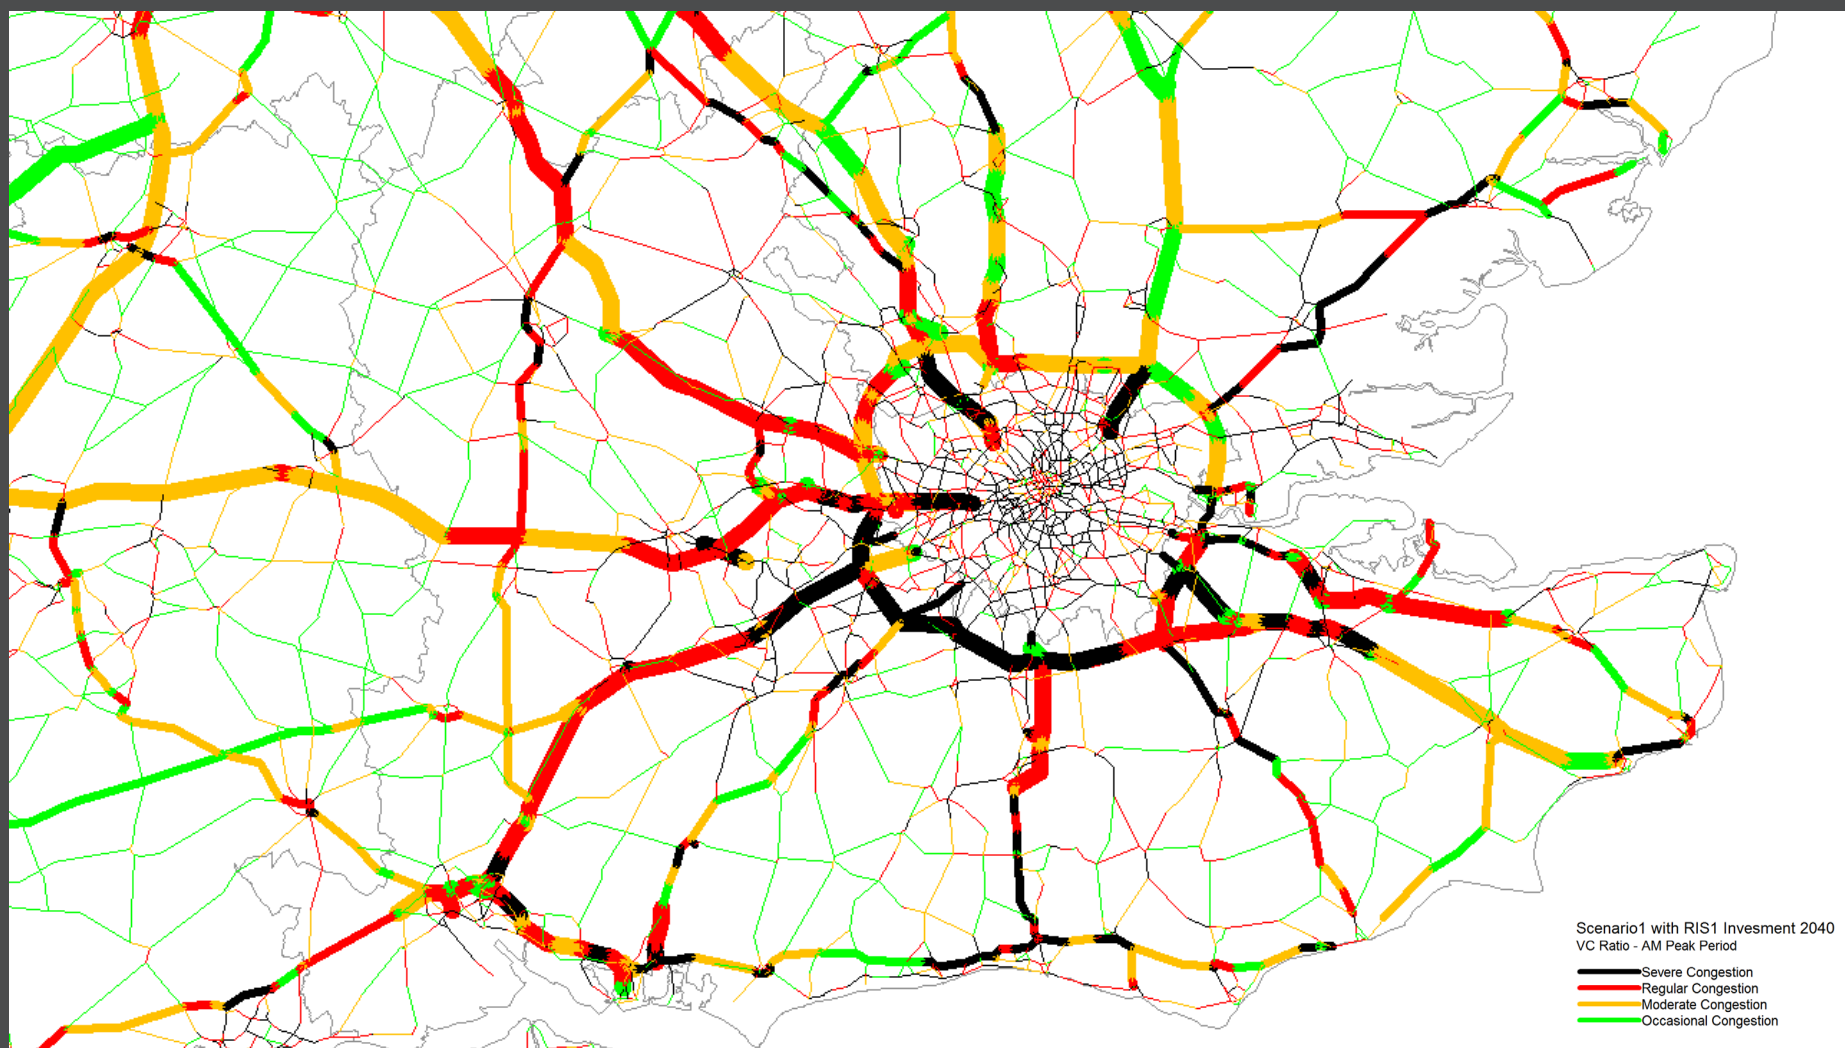 Scenario1 with RIS1 Invesment 2040
VC Ratio - AM Peak Period
Severe Congestion
Regular Congestion
Moderate Congestion
Occasional Congestion